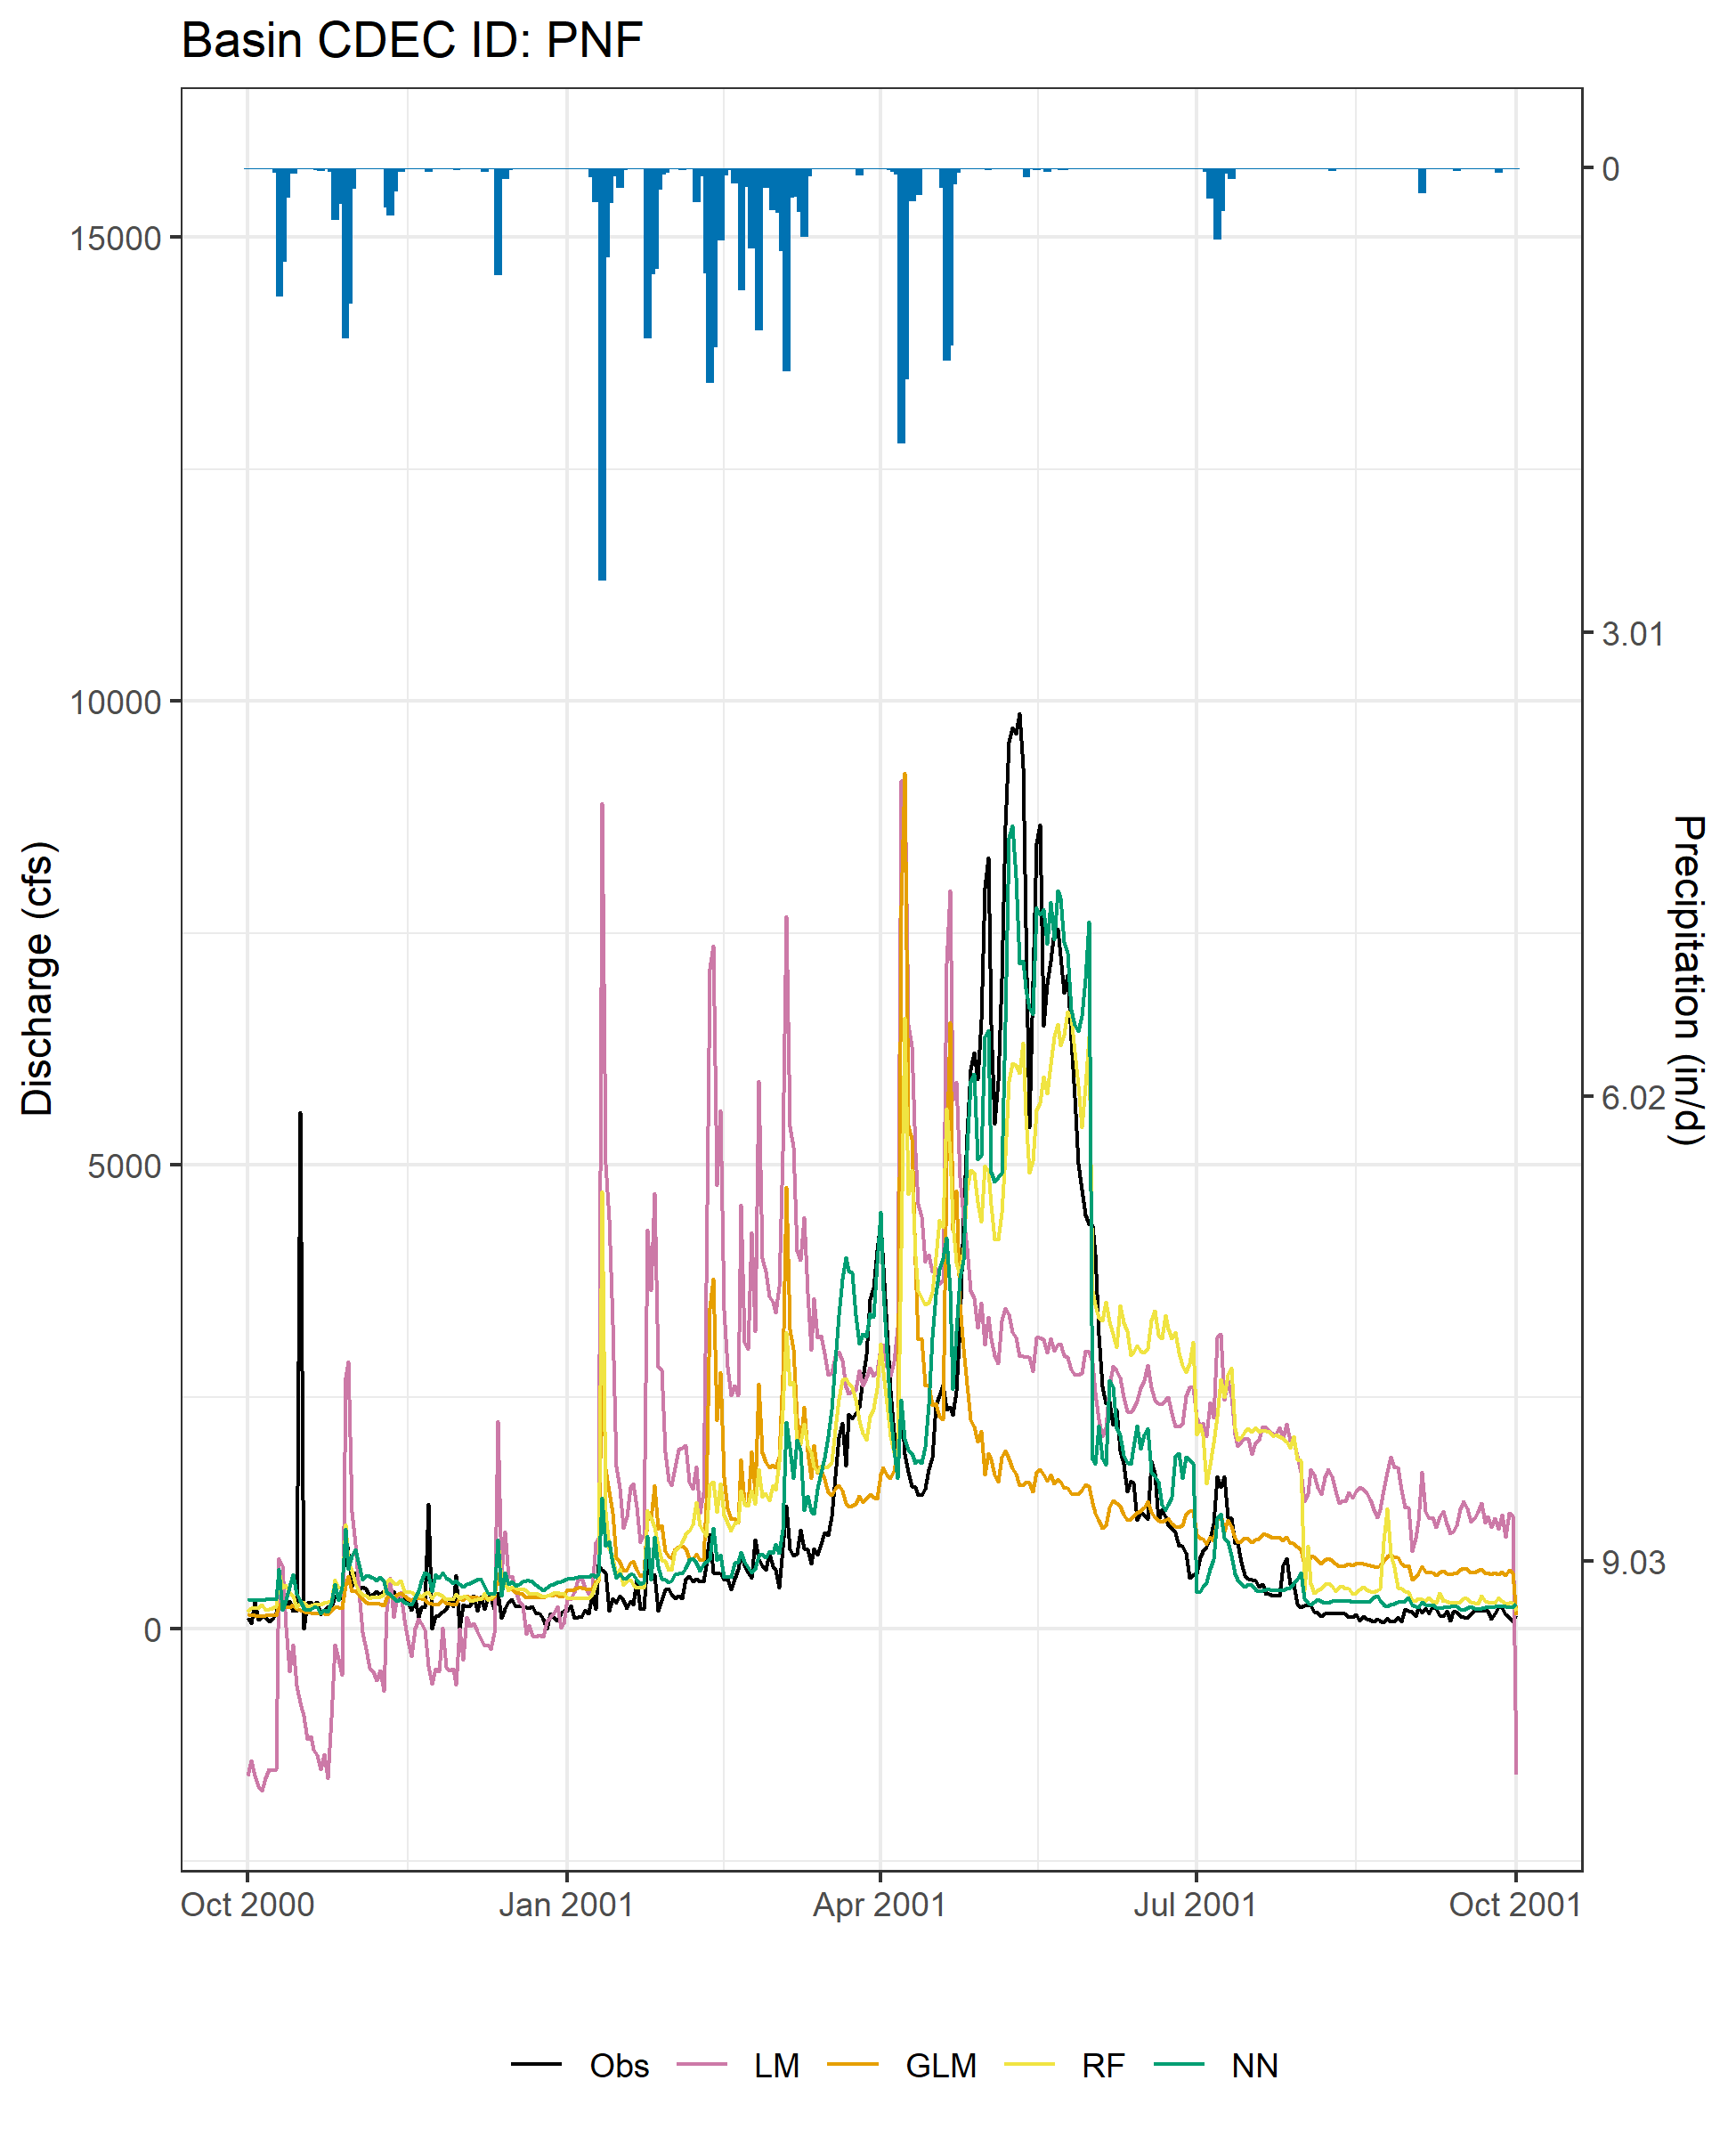 Basin CDEC ID: PNF
15000
10000
5000
0
Discharge (cfs)
0
3.01
6.02
9.03
Precipitation (in/d)
Oct 2000 Jan 2001 Apr 2001 Jul 2001 Oct 2001
Obs LM GLM RF NN